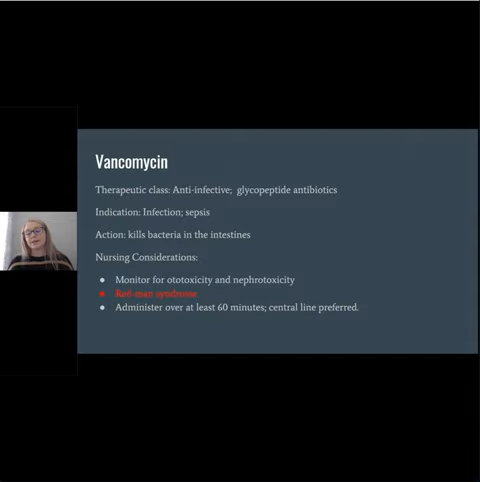 Vancomycin
Therapeutic class: Anti-infective; glycopeptide antibiotics
Indication: Infection; sepsis
Action: kills bacteria in the intestines
Nursing Considerations:
● Monitor for ototoxicity and nephrotoxicity
● Red-man syndrome
● Administer over at least 60 minutes; central line preferred.